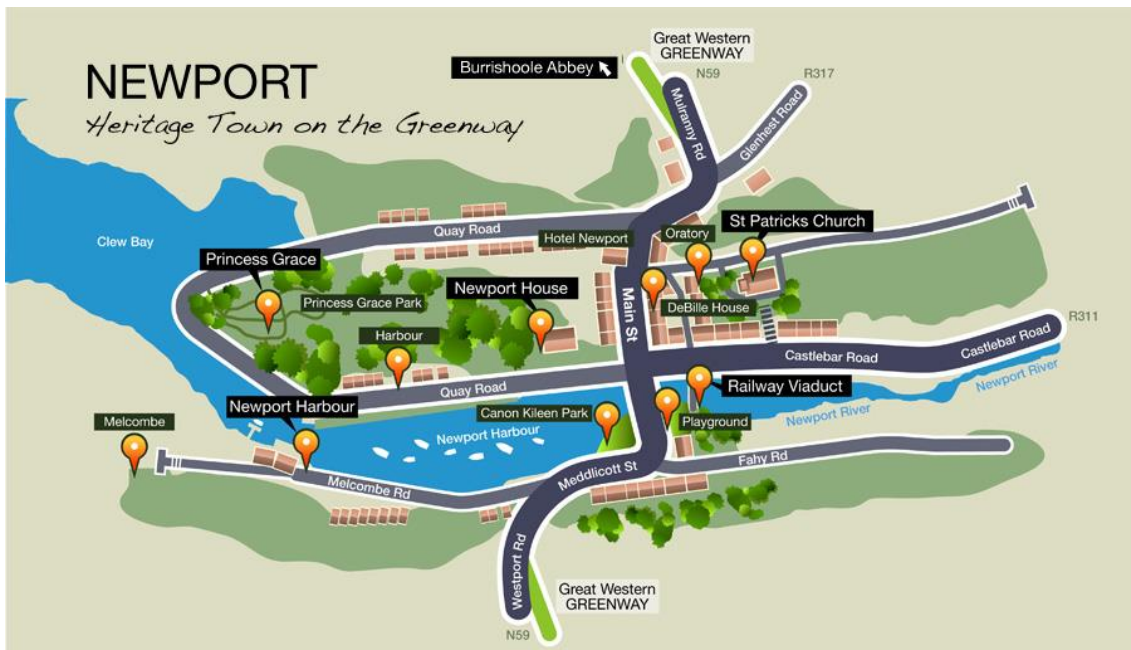 NEWPORT
Heritage Town on the Greenway
Great Western
GREENWAY
Burrishoole Abbey
N59
R317
Mulranny Rd
Glenhest Road
Clew Bay
Quay Road
Hotel Newport
Oratory
St Patricks Church
Princess Grace
Princess Grace Park
Newport House
Main St
DeBille House
R311
Harbour
Castlebar Road
Castlebar Road
Quay Road
Railway Viaduct
Newport River
Newport River
Newport Harbour
Melcombe
Canon Kileen Park
Playground
Newport Harbour
Fahy Rd
Meddlicott St
Melcombe Rd
Westport Rd
Great Western
GREENWAY
N59